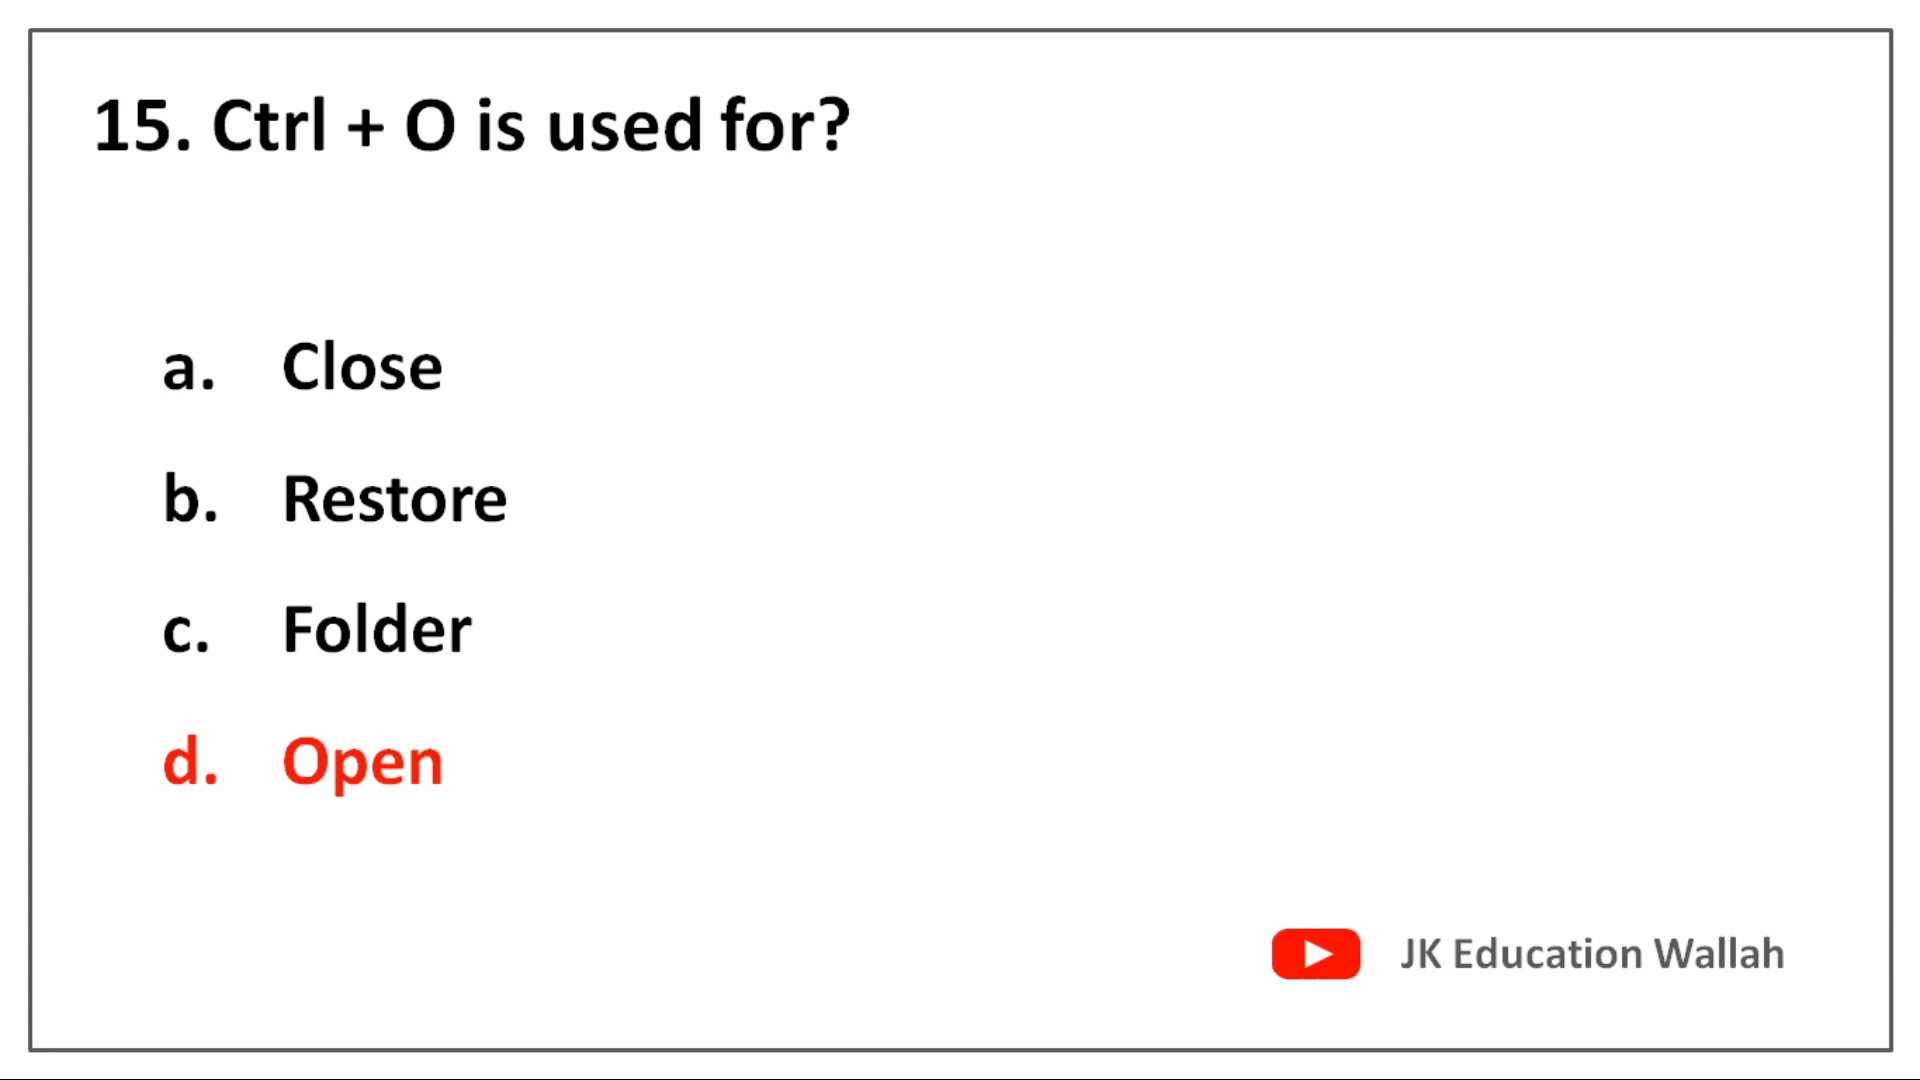 15. Ctrl + O is used for?
a. Close
b. Restore
c. Folder
d. Open
JK Education Wallah